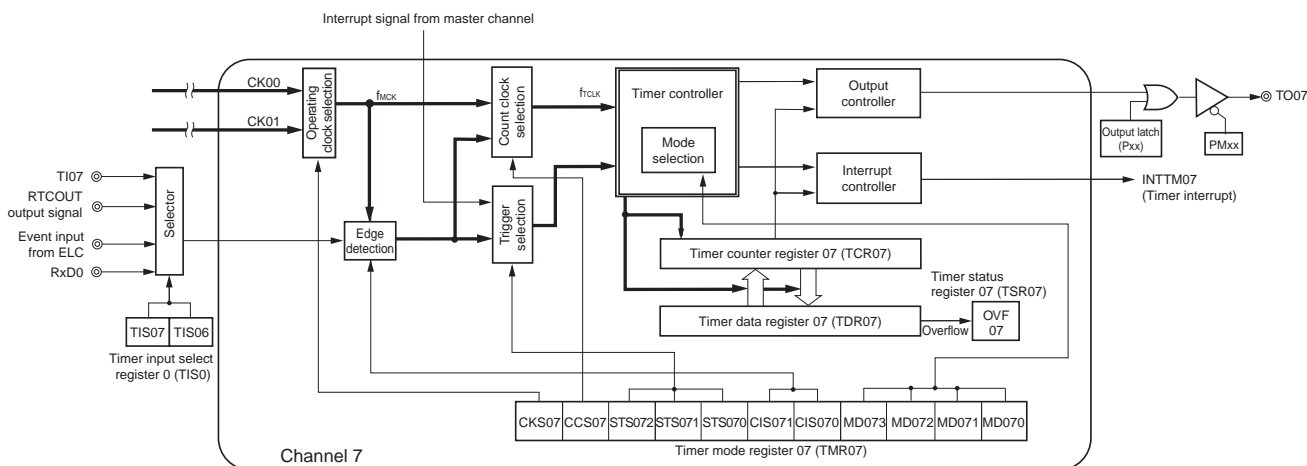 Interrupt signal from master channel
CK00
CK01
Operating
clock selection
fMCK
Count clock
selection
fTCLK
Timer controller
Mode
selection
Output
controller
Output latch
(Pxx)
PMxx
TO07
Interrupt
controller
INTTM07
(Timer interrupt)
TI07
RTCOUT
output signal
Event input
from ELC
RxD0
Selector
Edge
detection
Trigger
selection
Timer counter register 07 (TCR07)
Timer status
register 07 (TSR07)
Timer data register 07 (TDR07)
Overflow
OVF
07
TIS07 TIS06
Timer input select
register 0 (TIS0)
CKS07 CCS07 STS072 STS071 STS070 CIS071 CIS070 MD073 MD072 MD071 MD070
Timer mode register 07 (TMR07)
Channel 7